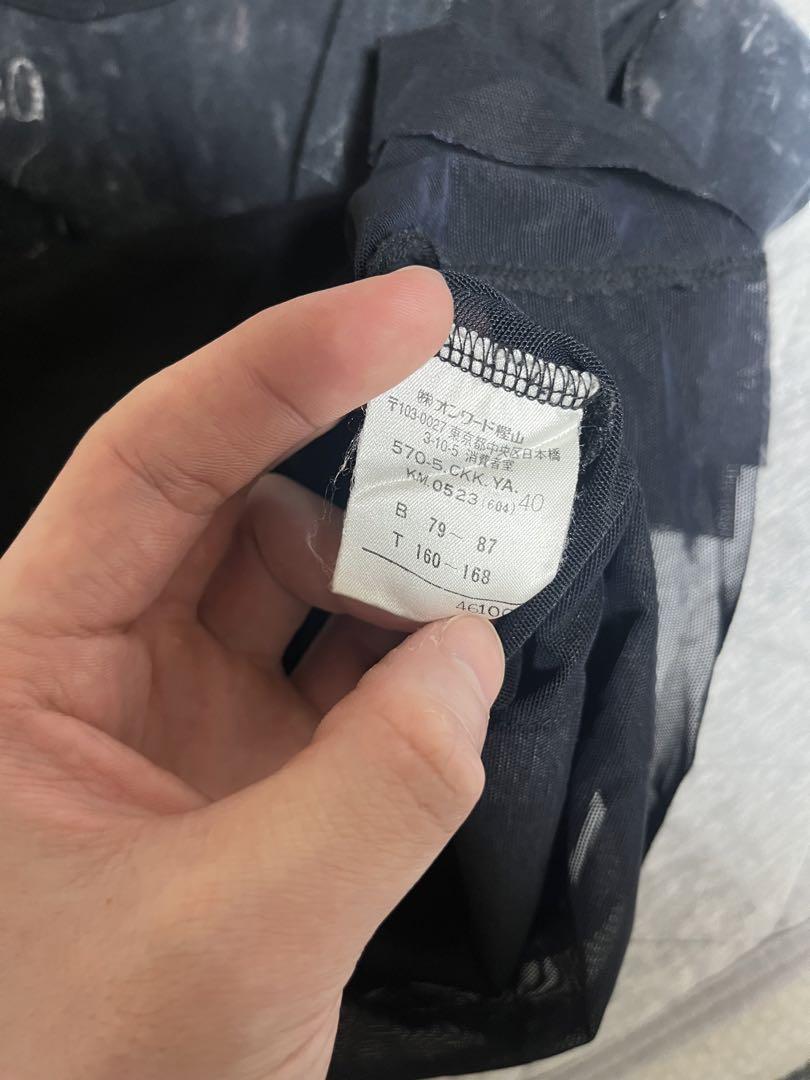 ㈱オンワード樫山
〒103-0027 東京都中央区日本橋
3-10-5 消費者室
570-5.CKK.YA.
KM.0523(604)40
B 79～ 87
T 160～168
4610